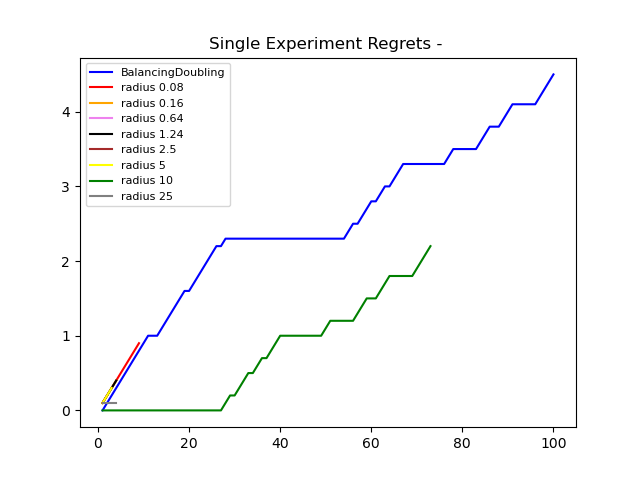 Single Experiment Regrets -
BalancingDoubling
radius 0.08
radius 0.16
radius 0.64
radius 1.24
radius 2.5
radius 5
radius 10
radius 25
4
3
2
1
0
0 20 40 60 80 100